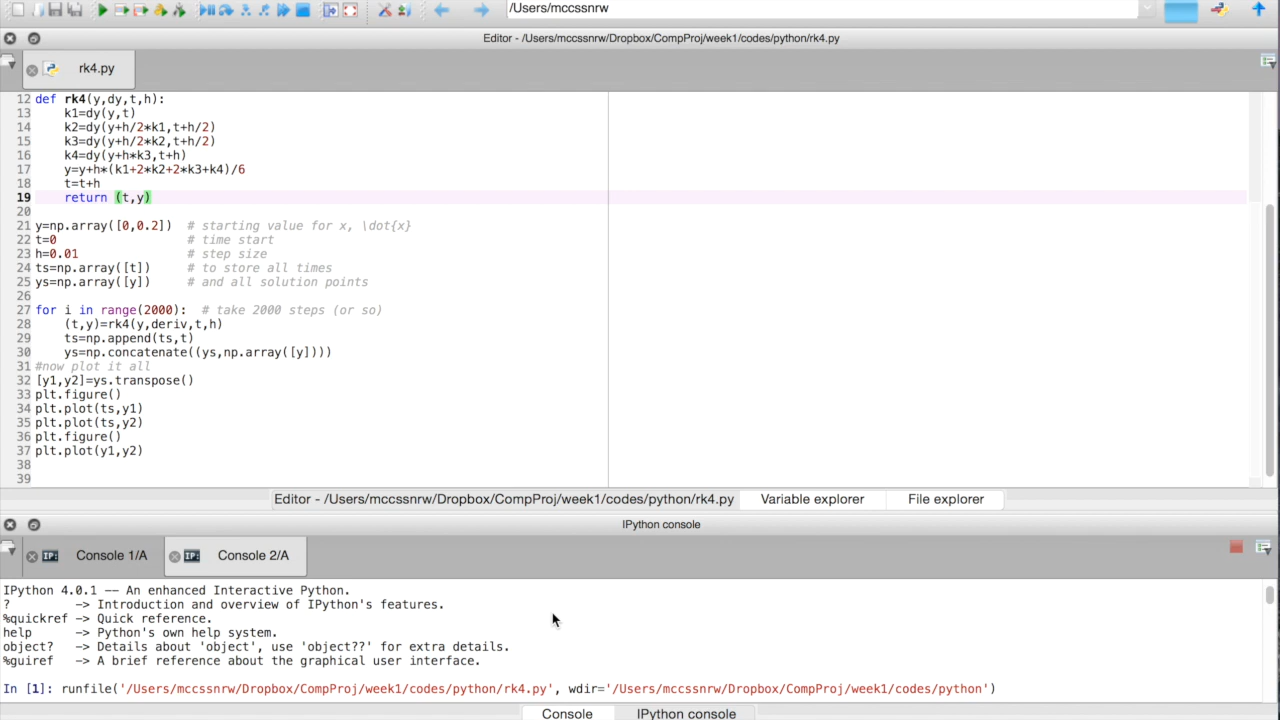 /Users/mccssnrw
Editor - /Users/mccssnrw/Dropbox/CompProj/week1/codes/python/rk4.py
rk4.py
12 def rk4(y,dy,t,h):
13     k1=dy(y,t)
14     k2=dy(y+h/2*k1,t+h/2)
15     k3=dy(y+h/2*k2,t+h/2)
16     k4=dy(y+h*k3,t+h)
17     y=y+h*(k1+2*k2+2*k3+k4)/6
18     t=t+h
19     return (t,y)
20
21 y=np.array([0,0.2])  # starting value for x, \dot{x}
22 t=0                  # time start
23 h=0.01               # step size
24 ts=np.array([t])     # to store all times
25 ys=np.array([y])     # and all solution points
26
27 for i in range(2000):  # take 2000 steps (or so)
28     (t,y)=rk4(y,deriv,t,h)
29     ts=np.append(ts,t)
30     ys=np.concatenate((ys,np.array([y])))
31 #now plot it all
32 [y1,y2]=ys.transpose()
33 plt.figure()
34 plt.plot(ts,y1)
35 plt.plot(ts,y2)
36 plt.figure()
37 plt.plot(y1,y2)
38
39
Editor - /Users/mccssnrw/Dropbox/CompProj/week1/codes/python/rk4.py Variable explorer File explorer
IPython console
IP: Console 1/A IP: Console 2/A
IPython 4.0.1 -- An enhanced Interactive Python.
?         -> Introduction and overview of IPython's features.
%quickref -> Quick reference.
help      -> Python's own help system.
object?   -> Details about 'object', use 'object??' for extra details.
%guiref   -> A brief reference about the graphical user interface.
In [1]: runfile('/Users/mccssnrw/Dropbox/CompProj/week1/codes/python/rk4.py', wdir='/Users/mccssnrw/Dropbox/CompProj/week1/codes/python')
Console IPython console